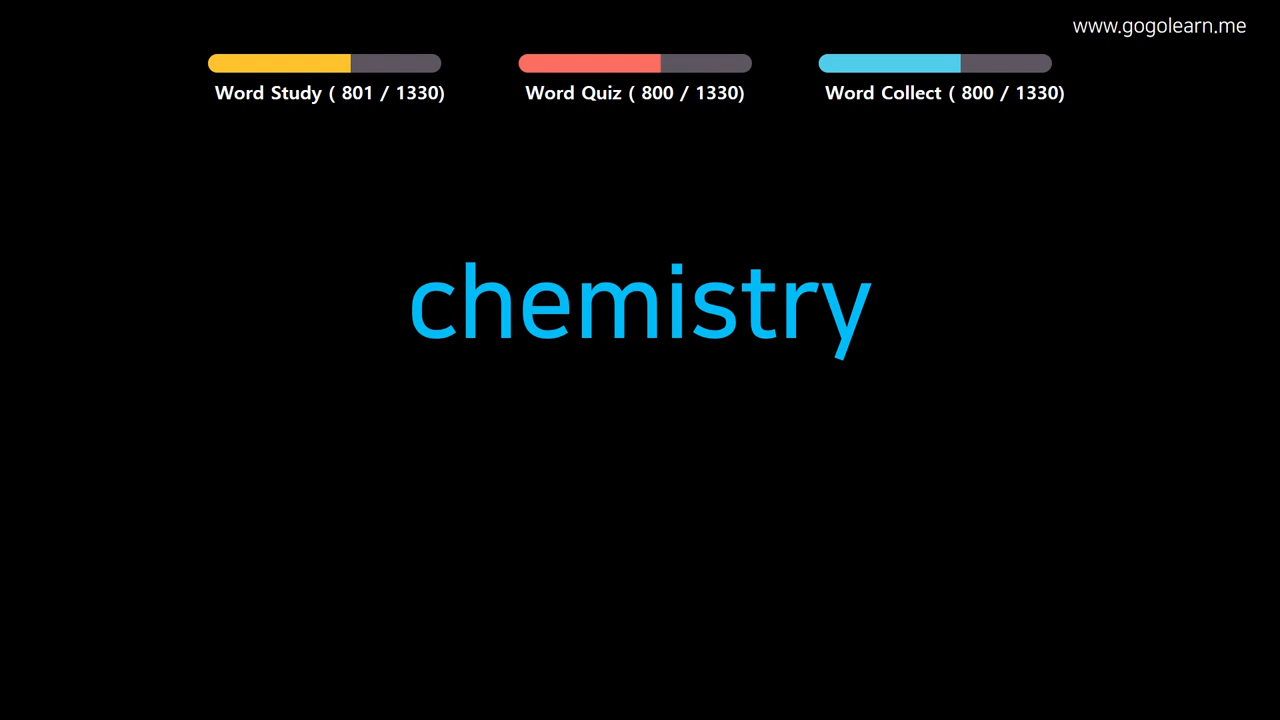 www.gogolearn.me
Word Study ( 801 / 1330) Word Quiz ( 800 / 1330) Word Collect ( 800 / 1330)
chemistry